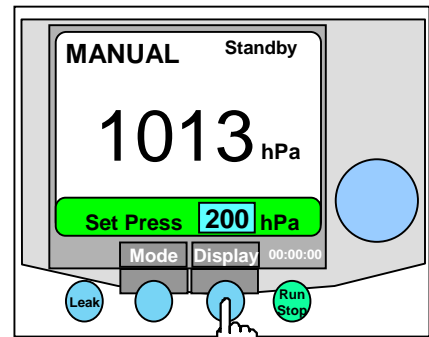 MANUAL Standby
1013 hPa
Set Press 200 hPa
Mode Display 00:00:00
Leak
Run
Stop